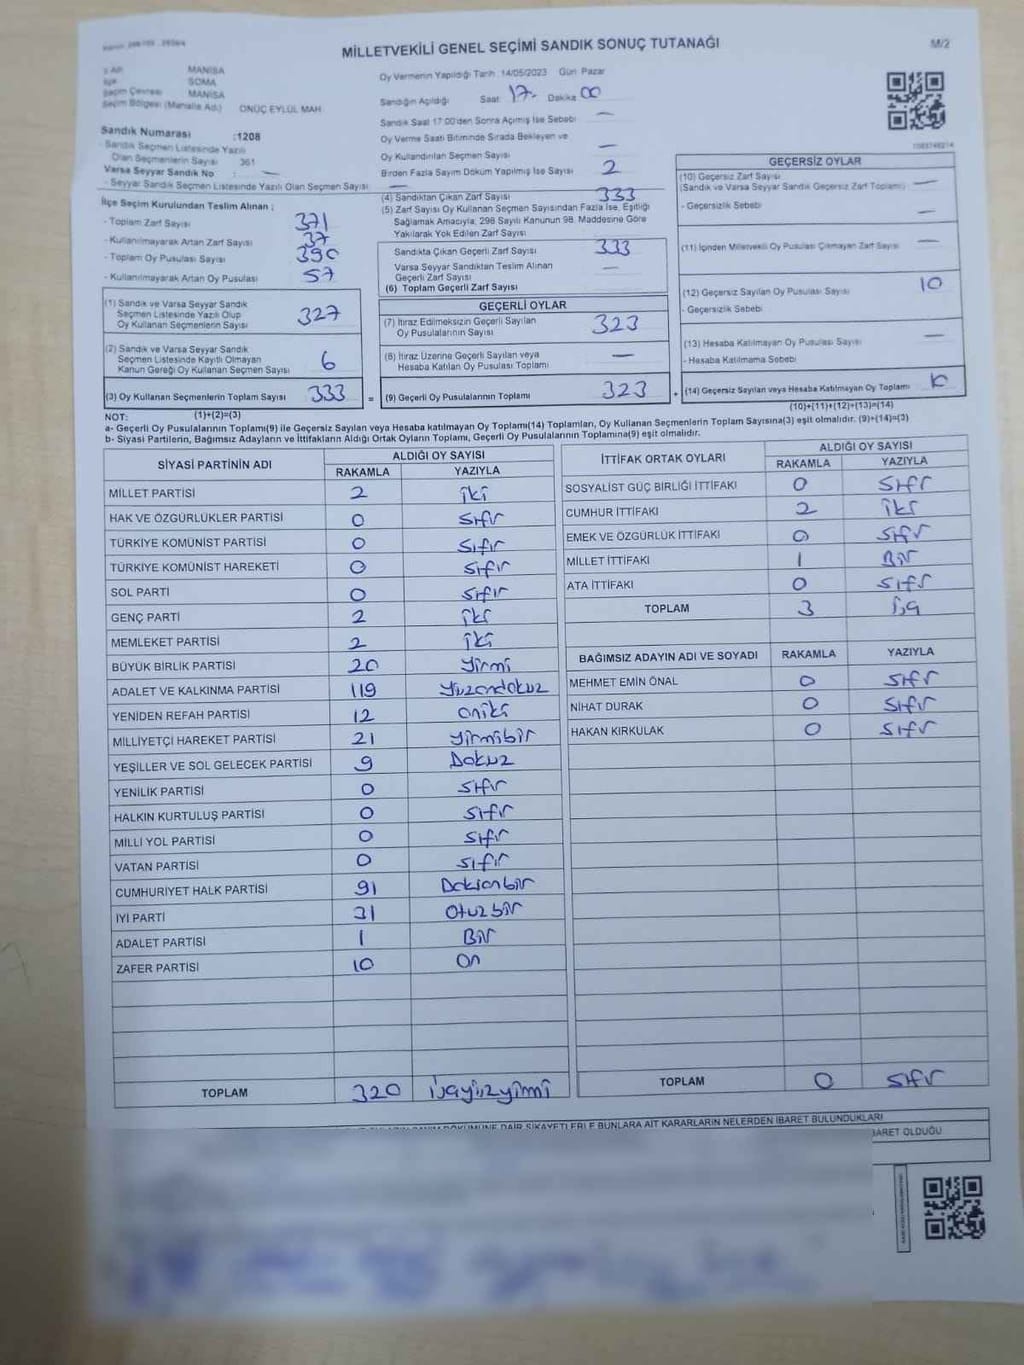 MİLLETVEKİLİ GENEL SEÇİMİ SANDIK SONUÇ TUTANAĞI
M/2
MANİSA
SOMA
Seçim Çevresi MANİSA
Seçim Bölgesi (Mahalle Ad.) ONÜÇ EYLÜL MAH
Oy Vermenin Yapıldığı Tarih :14/05/2023 Gün: Pazar
Sandığın Açıldığı Saat 17 Dakika 00
Sandık Saat 17:00'den Sonra Açılmış İse Sebebi —
Sandık Numarası :1208
- Sandık Seçmen Listesinde Yazılı
Olan Seçmenlerin Sayısı 361
Varsa Seyyar Sandık No —
- Seyyar Sandık Seçmen Listesinde Yazılı Olan Seçmen Sayısı —
Oy Verme Saati Bitiminde Sırada Bekleyen ve
Oy Kullandırılan Seçmen Sayısı —
Birden Fazla Sayım Döküm Yapılmış İse Sayısı 2
İlçe Seçim Kurulundan Teslim Alınan :
- Toplam Zarf Sayısı 371
- Kullanılmayarak Artan Zarf Sayısı 37
- Toplam Oy Pusulası Sayısı 390
- Kullanılmayarak Artan Oy Pusulası 57
(1) Sandık ve Varsa Seyyar Sandık
Seçmen Listesinde Yazılı Olup
Oy Kullanan Seçmenlerin Sayısı 327
(2) Sandık ve Varsa Seyyar Sandık
Seçmen Listesinde Kayıtlı Olmayan
Kanun Gereği Oy Kullanan Seçmen Sayısı 6
(3) Oy Kullanan Seçmenlerin Toplam Sayısı 333 =
(1)+(2)=(3)
(4) Sandıktan Çıkan Zarf Sayısı 333
(5) Zarf Sayısı Oy Kullanan Seçmen Sayısından Fazla İse, Eşitliği
Sağlamak Amacıyla; 298 Sayılı Kanunun 98. Maddesine Göre
Yakılarak Yok Edilen Zarf Sayısı
Sandıkta Çıkan Geçerli Zarf Sayısı 333
Varsa Seyyar Sandıktan Teslim Alınan
Geçerli Zarf Sayısı —
(6) Toplam Geçerli Zarf Sayısı
GEÇERLİ OYLAR
(7) İtiraz Edilmeksizin Geçerli Sayılan
Oy Pusulalarının Sayısı 323
(8) İtiraz Üzerine Geçerli Sayılan veya
Hesaba Katılan Oy Pusulası Toplamı —
(9) Geçerli Oy Pusulalarının Toplamı 323 +
GEÇERSİZ OYLAR
(10) Geçersiz Zarf Sayısı
(Sandık ve Varsa Seyyar Sandık Geçersiz Zarf Toplamı) —
- Geçersizlik Sebebi —
(11) İçinden Milletvekili Oy Pusulası Çıkmayan Zarf Sayısı —
(12) Geçersiz Sayılan Oy Pusulası Sayısı 10
- Geçersizlik Sebebi
(13) Hesaba Katılmayan Oy Pusulası Sayısı —
- Hesaba Katılmama Sebebi
(14) Geçersiz Sayılan veya Hesaba Katılmayan Oy Toplamı 10
(10)+(11)+(12)+(13)=(14)
NOT:
a- Geçerli Oy Pusulalarının Toplamı(9) ile Geçersiz Sayılan veya Hesaba katılmayan Oy Toplamı(14) Toplamları, Oy Kullanan Seçmenlerin Toplam Sayısına(3) eşit olmalıdır. (9)+(14)=(3)
b- Siyasi Partilerin, Bağımsız Adayların ve İttifakların Aldığı Ortak Oyların Toplamı, Geçerli Oy Pusulalarının Toplamına(9) eşit olmalıdır.
SİYASİ PARTİNİN ADI ALDIĞI OY SAYISI
RAKAMLA YAZIYLA
MİLLET PARTİSİ 2 iki
HAK VE ÖZGÜRLÜKLER PARTİSİ 0 Sıfır
TÜRKİYE KOMÜNİST PARTİSİ 0 Sıfır
TÜRKİYE KOMÜNİST HAREKETİ 0 Sıfır
SOL PARTİ 0 Sıfır
GENÇ PARTİ 2 iki
MEMLEKET PARTİSİ 2 iki
BÜYÜK BİRLİK PARTİSİ 20 yirmi
ADALET VE KALKINMA PARTİSİ 119 yüzondokuz
YENİDEN REFAH PARTİSİ 12 oniki
MİLLİYETÇİ HAREKET PARTİSİ 21 yirmibir
YEŞİLLER VE SOL GELECEK PARTİSİ 9 Dokuz
YENİLİK PARTİSİ 0 Sıfır
HALKIN KURTULUŞ PARTİSİ 0 Sıfır
MİLLİ YOL PARTİSİ 0 Sıfır
VATAN PARTİSİ 0 Sıfır
CUMHURİYET HALK PARTİSİ 91 Doksanbir
İYİ PARTİ 31 Otuzbir
ADALET PARTİSİ 1 Bir
ZAFER PARTİSİ 10 On
TOPLAM 320 üçyüzyirmi
İTTİFAK ORTAK OYLARI ALDIĞI OY SAYISI
RAKAMLA YAZIYLA
SOSYALİST GÜÇ BİRLİĞİ İTTİFAKI 0 Sıfır
CUMHUR İTTİFAKI 2 iki
EMEK VE ÖZGÜRLÜK İTTİFAKI 0 Sıfır
MİLLET İTTİFAKI 1 Bir
ATA İTTİFAKI 0 Sıfır
TOPLAM 3 üç
BAĞIMSIZ ADAYIN ADI VE SOYADI RAKAMLA YAZIYLA
MEHMET EMİN ÖNAL 0 Sıfır
NİHAT DURAK 0 Sıfır
HAKAN KIRKULAK 0 Sıfır
TOPLAM 0 Sıfır
DÖKÜMÜNE DAİR ŞİKAYETLERLE BUNLARA AİT KARARLARIN NELERDEN İBARET BULUNDUKLARI
OLDUĞU